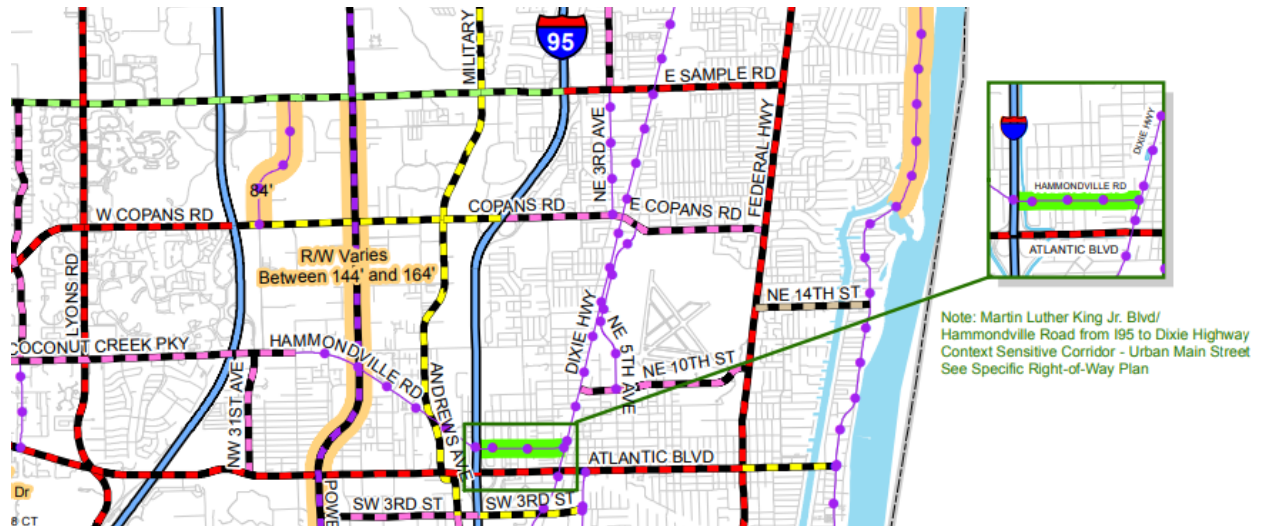 MILITARY
95
E SAMPLE RD
NE 3RD AVE
FEDERAL HWY
84'
W COPANS RD
COPANS RD
E COPANS RD
R/W Varies
Between 144' and 164'
LYONS RD
NE 14TH ST
DIXIE HWY
COCONUT CREEK PKY
HAMMONDVILLE RD
NE 5TH AVE
NE 10TH ST
NW 31ST AVE
ANDREWS AVE
ATLANTIC BLVD
Dr
POWE
SW 3RD ST
SW 3RD ST
8 CT
DIXIE HWY
HAMMONDVILLE RD
ATLANTIC BLVD
Note: Martin Luther King Jr. Blvd/
Hammondville Road from I95 to Dixie Highway
Context Sensitive Corridor - Urban Main Street
See Specific Right-of-Way Plan